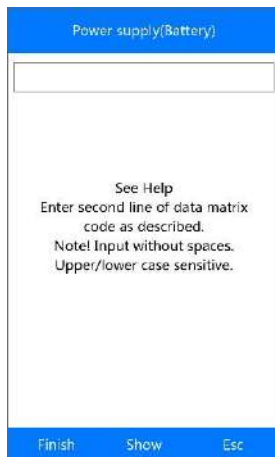 Power supply(Battery)
See Help
Enter second line of data matrix
code as described.
Note! Input without spaces.
Upper/lower case sensitive.
Finish Show Esc